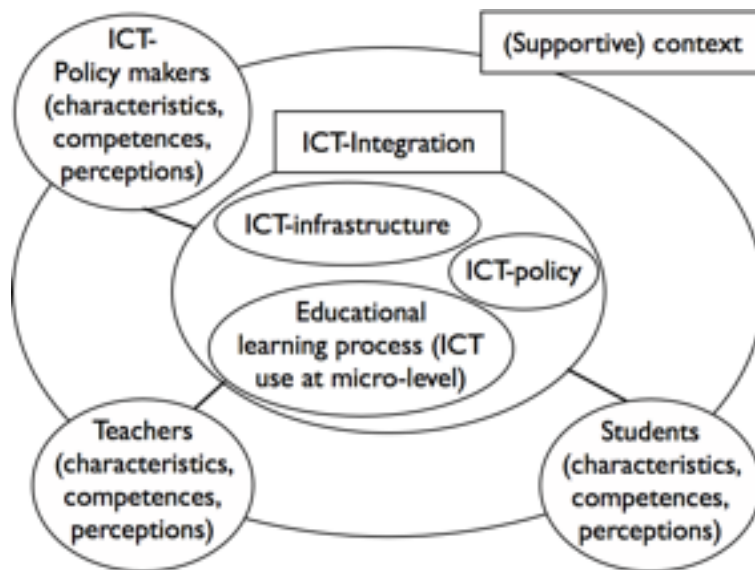 ICT-
Policy makers
(characteristics,
competences,
perceptions)
(Supportive) context
ICT-Integration
ICT-infrastructure
ICT-policy
Educational
learning process (ICT
use at micro-level)
Teachers
(characteristics,
competences,
perceptions)
Students
(characteristics,
competences,
perceptions)